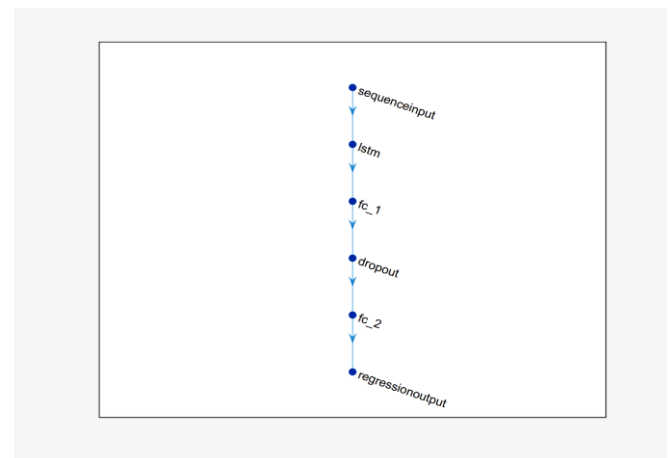 sequenceinput
lstm
fc_1
dropout
fc_2
regressionoutput